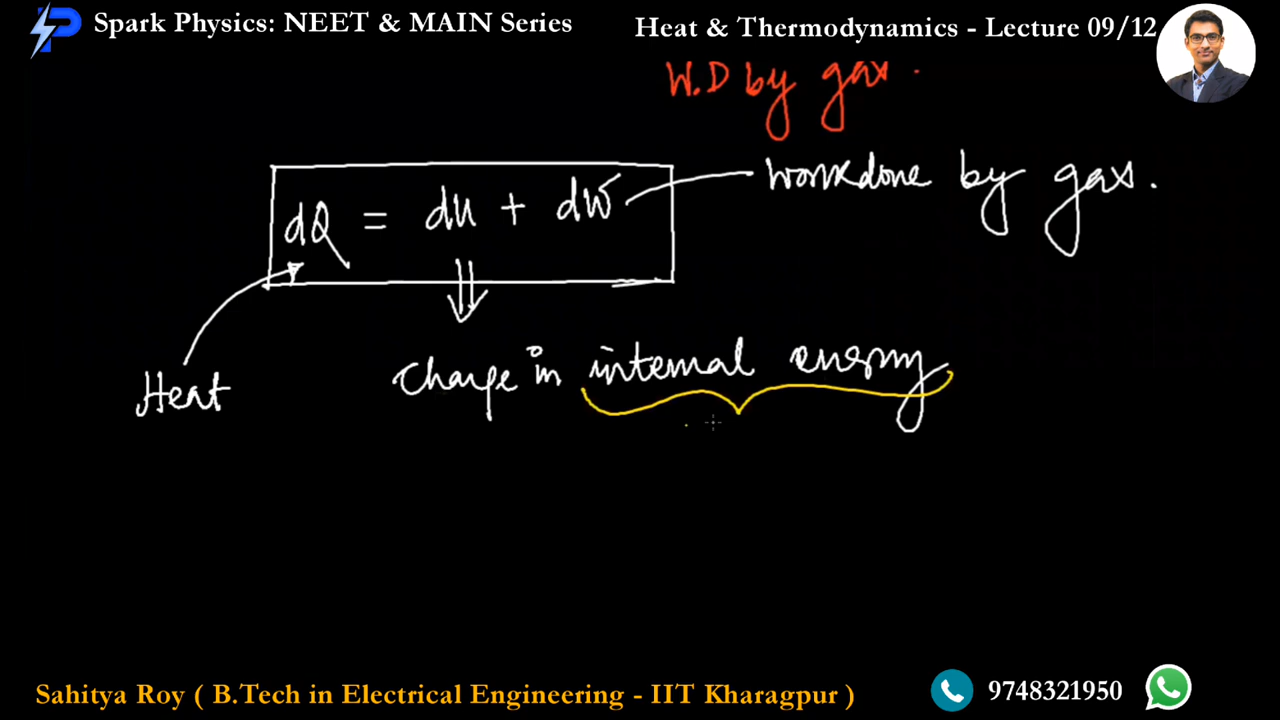 Spark Physics: NEET & MAIN Series
Heat & Thermodynamics - Lecture 09/12
W.D by gas.
dQ = du + dW
workdone by gas.
Heat
Change in internal energy
Sahitya Roy ( B.Tech in Electrical Engineering - IIT Kharagpur )
9748321950